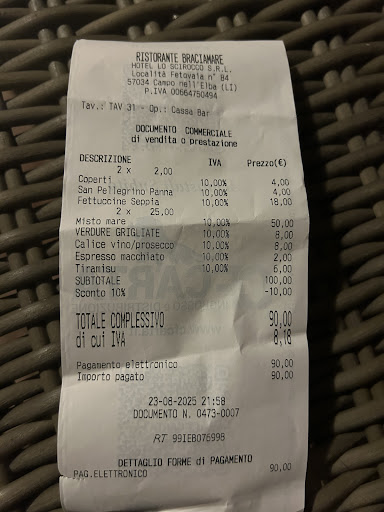 RISTORANTE BRACIAMARE
HOTEL LO SCIROCCO S.R.L.
Località Fetovaia n° 84
57034 Campo nell'Elba (LI)
P.IVA 00664750494
Tav.: TAV 31 - Op.: Cassa Bar
DOCUMENTO COMMERCIALE
di vendita o prestazione
DESCRIZIONE IVA Prezzo(€)
2 x 2,00
Coperti 10,00% 4,00
San Pellegrino Panna 10,00% 4,00
Fettuccine Seppia 10,00% 18,00
2 x 25,00
Misto mare 10,00% 50,00
VERDURE GRIGLIATE 10,00% 8,00
Calice vino/prosecco 10,00% 8,00
Espresso macchiato 10,00% 2,00
Tiramisu 10,00% 6,00
SUBTOTALE 100,00
Sconto 10% -10,00
TOTALE COMPLESSIVO 90,00
di cui IVA 8,18
Pagamento elettronico 90,00
Importo pagato 90,00
23-08-2025 21:58
DOCUMENTO N. 0473-0007
RT 99IEB076998
DETTAGLIO FORME di PAGAMENTO
PAG.ELETTRONICO 90,00